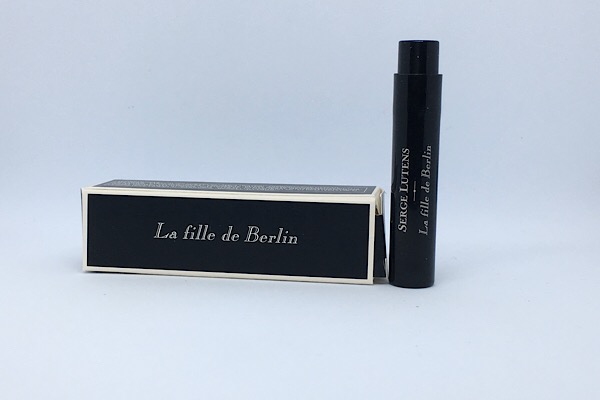 La fille de Berlin
SERGE LUTENS
La fille de Berlin